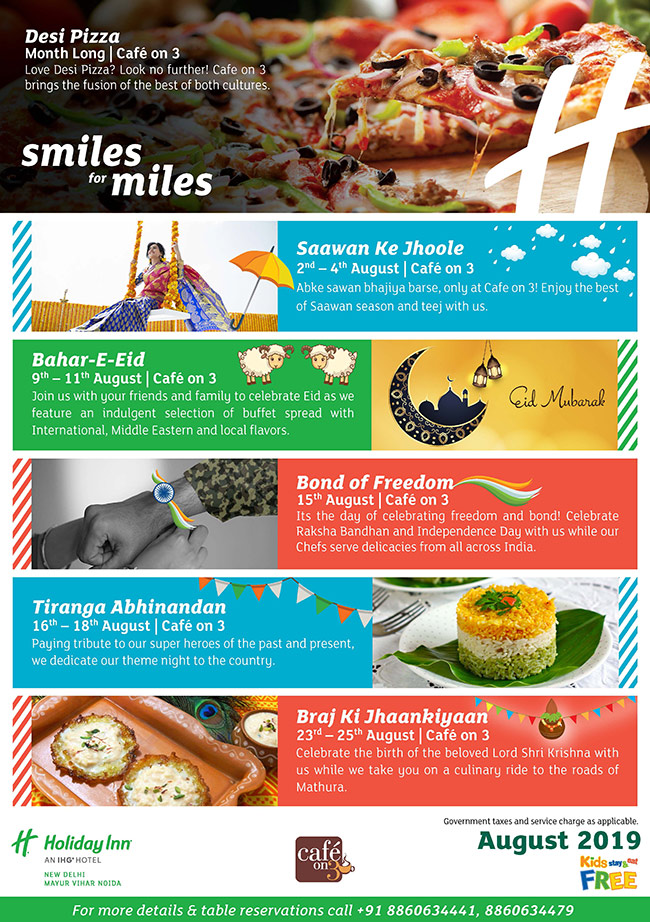 Desi Pizza
Month Long | Café on 3
Love Desi Pizza? Look no further! Cafe on 3
brings the fusion of the best of both cultures.
smiles
for miles
Saawan Ke Jhoole
2nd – 4th August | Café on 3
Abke sawan bhajiya barse, only at Cafe on 3! Enjoy the best
of Saawan season and teej with us.
Bahar-E-Eid
9th – 11th August | Café on 3
Join us with your friends and family to celebrate Eid as we
feature an indulgent selection of buffet spread with
International, Middle Eastern and local flavors.
Eid Mubarak
Bond of Freedom
15th August | Café on 3
Its the day of celebrating freedom and bond! Celebrate
Raksha Bandhan and Independence Day with us while our
Chefs serve delicacies from all across India.
Tiranga Abhinandan
16th – 18th August | Café on 3
Paying tribute to our super heroes of the past and present,
we dedicate our theme night to the country.
Braj Ki Jhaankiyaan
23rd – 25th August | Café on 3
Celebrate the birth of the beloved Lord Shri Krishna with
us while we take you on a culinary ride to the roads of
Mathura.
Government taxes and service charge as applicable.
August 2019
H Holiday Inn
AN IHG® HOTEL
NEW DELHI
MAYUR VIHAR NOIDA
café
on 3
Kids stay & eat
FREE
For more details & table reservations call +91 8860634441, 8860634479